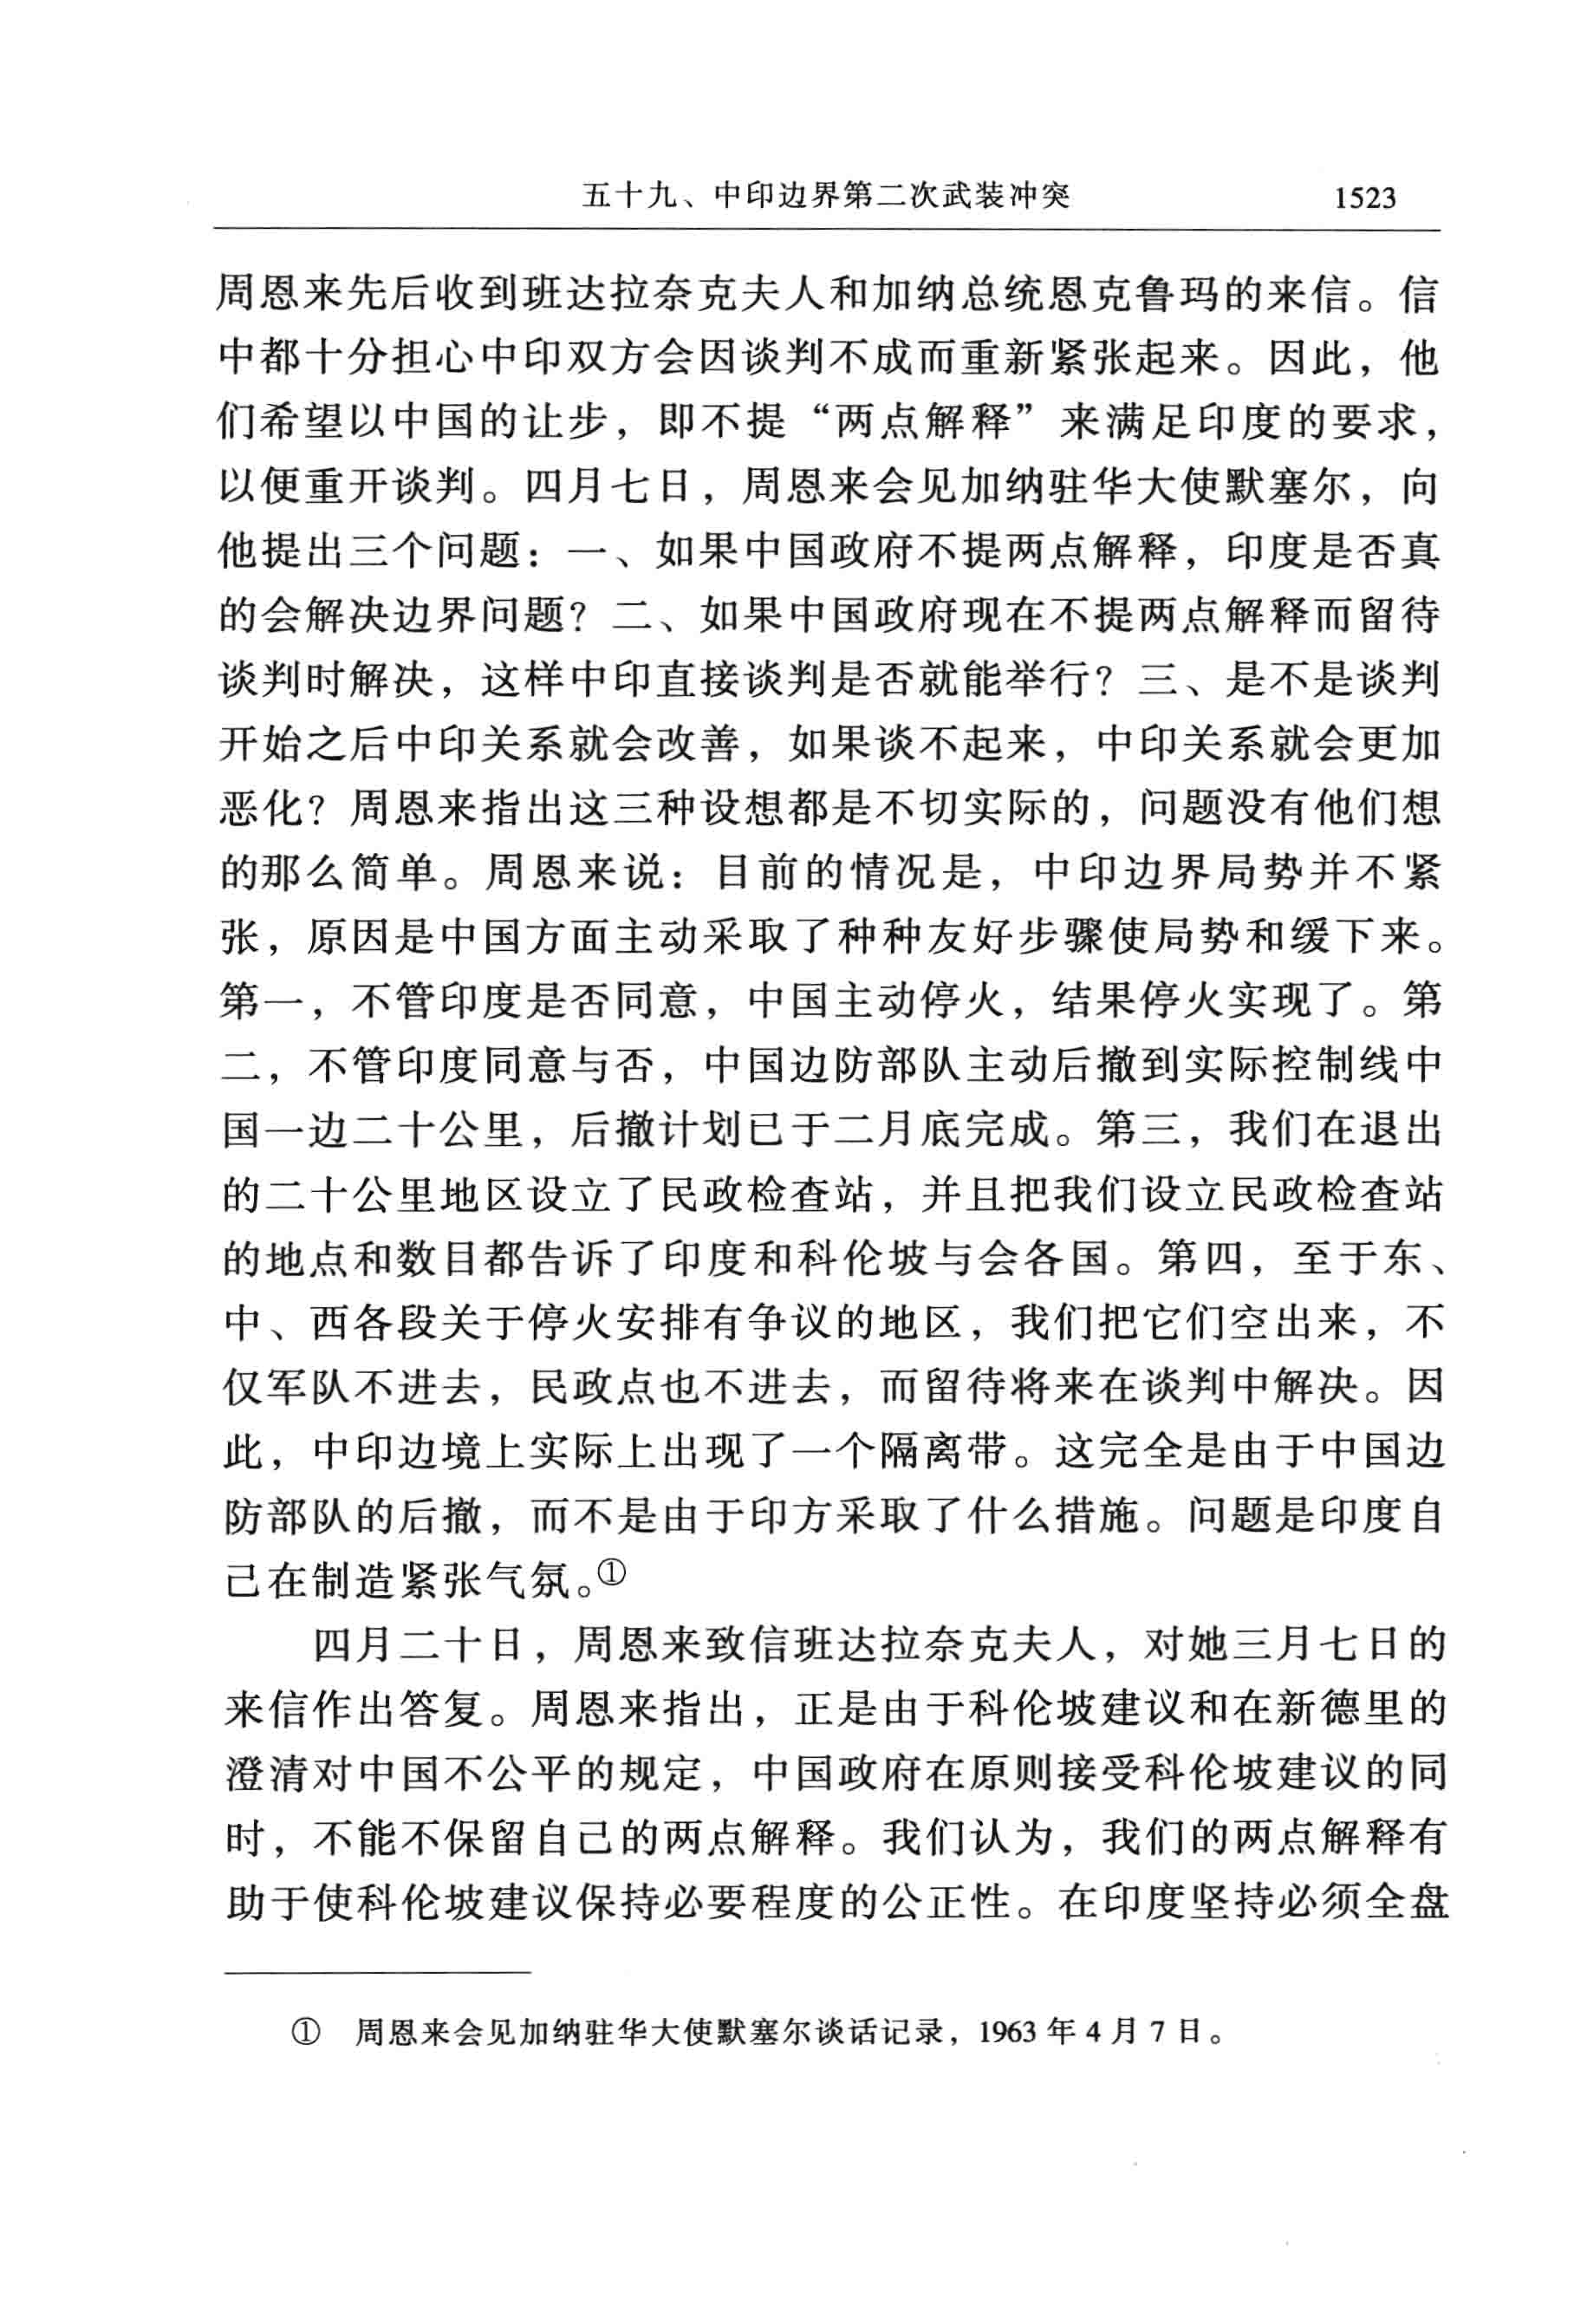 五十九、中印边界第二次武装冲突 1523
周恩来先后收到班达拉奈克夫人和加纳总统恩克鲁玛的来信。信
中都十分担心中印双方会因谈判不成而重新紧张起来。因此，他
们希望以中国的让步，即不提“两点解释”来满足印度的要求，
以便重开谈判。四月七日，周恩来会见加纳驻华大使默塞尔，向
他提出三个问题：一、如果中国政府不提两点解释，印度是否真
的会解决边界问题？二、如果中国政府现在不提两点解释而留待
谈判时解决，这样中印直接谈判是否就能举行？三、是不是谈判
开始之后中印关系就会改善，如果谈不起来，中印关系就会更加
恶化？周恩来指出这三种设想都是不切实际的，问题没有他们想
的那么简单。周恩来说：目前的情况是，中印边界局势并不紧
张，原因是中国方面主动采取了种种友好步骤使局势和缓下来。
第一，不管印度是否同意，中国主动停火，结果停火实现了。第
二，不管印度同意与否，中国边防部队主动后撤到实际控制线中
国一边二十公里，后撤计划已于二月底完成。第三，我们在退出
的二十公里地区设立了民政检查站，并且把我们设立民政检查站
的地点和数目都告诉了印度和科伦坡与会各国。第四，至于东、
中、西各段关于停火安排有争议的地区，我们把它们空出来，不
仅军队不进去，民政点也不进去，而留待将来在谈判中解决。因
此，中印边境上实际上出现了一个隔离带。这完全是由于中国边
防部队的后撤，而不是由于印方采取了什么措施。问题是印度自
己在制造紧张气氛。①
四月二十日，周恩来致信班达拉奈克夫人，对她三月七日的
来信作出答复。周恩来指出，正是由于科伦坡建议和在新德里的
澄清对中国不公平的规定，中国政府在原则接受科伦坡建议的同
时，不能不保留自己的两点解释。我们认为，我们的两点解释有
助于使科伦坡建议保持必要程度的公正性。在印度坚持必须全盘
① 周恩来会见加纳驻华大使默塞尔谈话记录，1963 年 4 月 7 日。